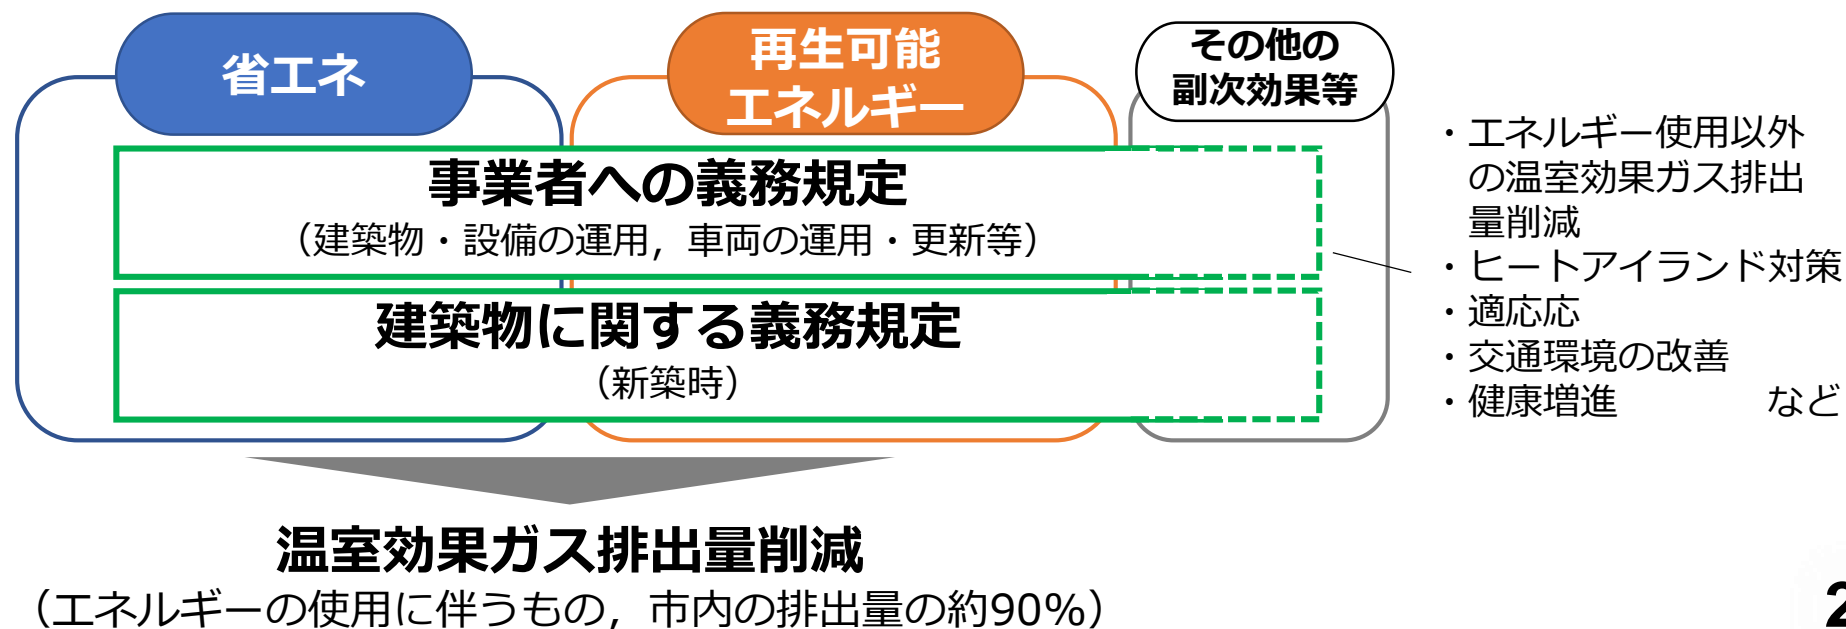 省エネ
再生可能
エネルギー
その他の
副次効果等
事業者への義務規定
（建築物・設備の運用，車両の運用・更新等）
建築物に関する義務規定
（新築時）
・エネルギー使用以外
の温室効果ガス排出
量削減
・ヒートアイランド対策
・適応応
・交通環境の改善
・健康増進　　　　など
温室効果ガス排出量削減
（エネルギーの使用に伴うもの，市内の排出量の約90%）
2